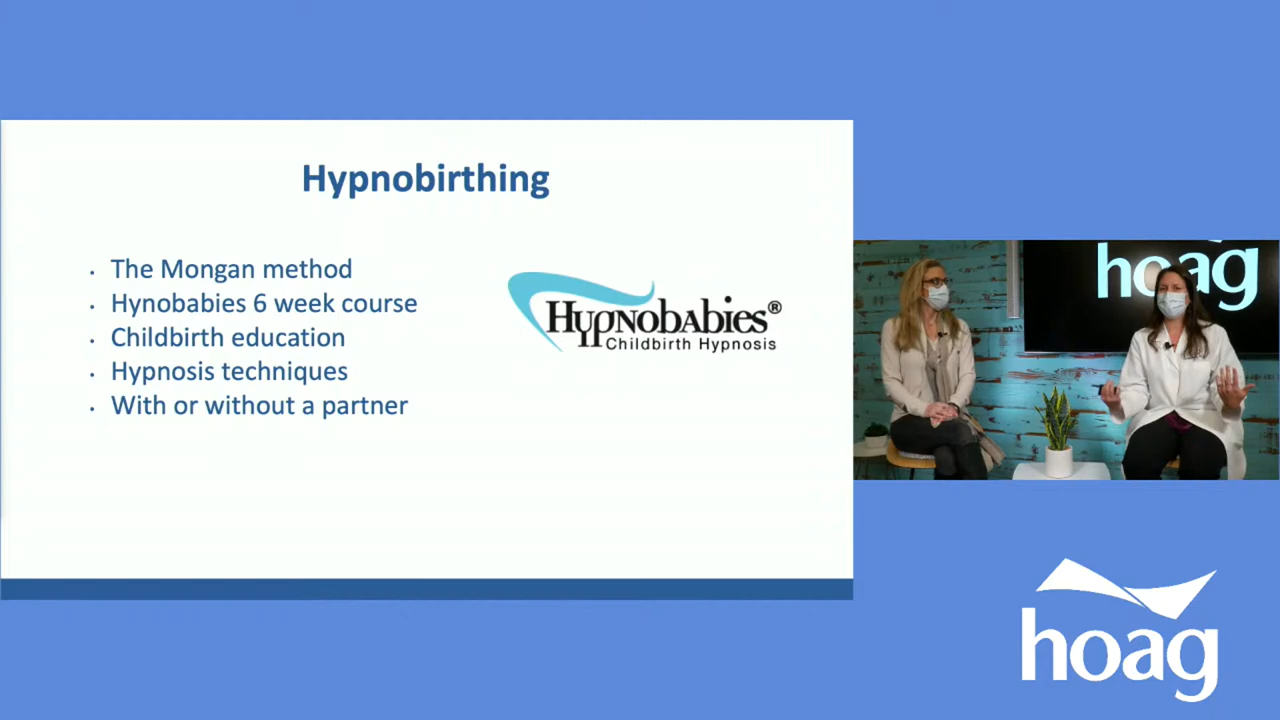 Hypnobirthing
• The Mongan method
• Hynobabies 6 week course
• Childbirth education
• Hypnosis techniques
• With or without a partner
Hypnobabies®
Childbirth Hypnosis
hoag
hoag